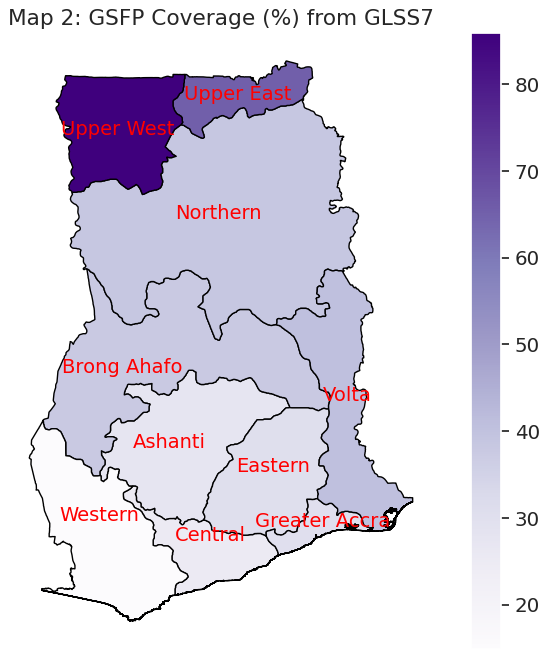 Map 2: GSFP Coverage (%) from GLSS7
80
Upper East
Upper West
70
Northern
60
50
Brong Ahafo
Volta
40
Ashanti
Eastern
30
Western
Greater Accra
Central
20